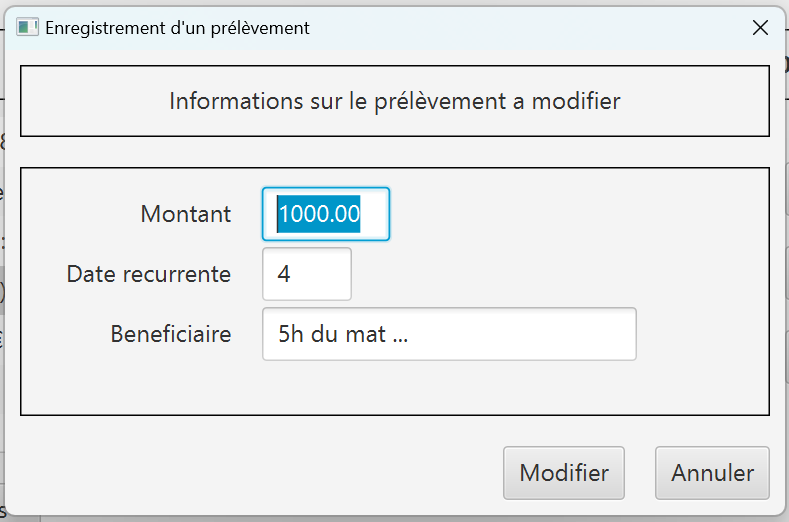 Enregistrement d'un prélèvement
Informations sur le prélèvement a modifier
Montant 1000.00
Date recurrente 4
Beneficiaire 5h du mat ...
Modifier Annuler